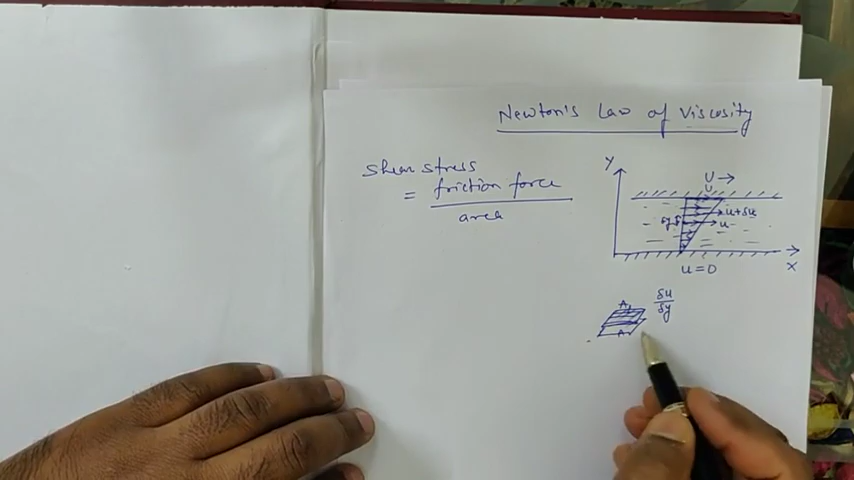 Newton's Law of Viscosity
shear stress
= friction force
area
Y
U →
U
u+δu
δy
u
X
u=0
δu
δy
A
A